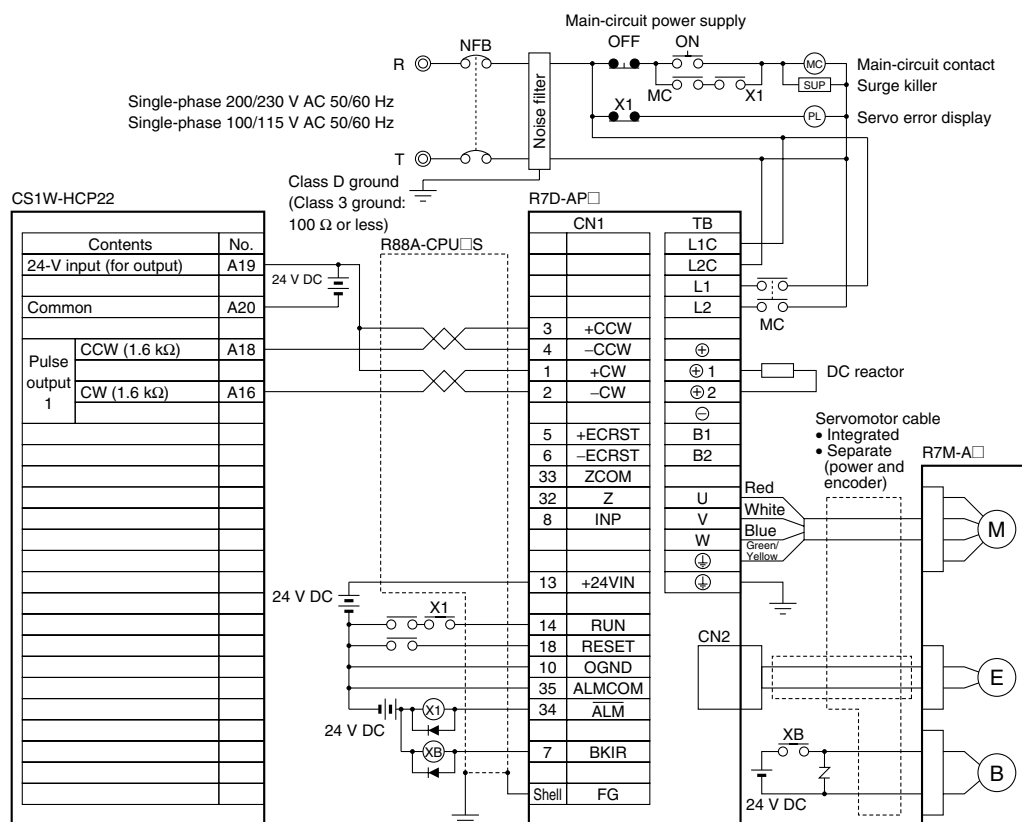 Main-circuit power supply
NFB
OFF
ON
R
MC
Main-circuit contact
Noise filter
MC
X1
SUP
Surge killer
Single-phase 200/230 V AC 50/60 Hz
Single-phase 100/115 V AC 50/60 Hz
X1
PL
Servo error display
T
Class D ground
(Class 3 ground:
100 Ω or less)
CS1W-HCP22
R7D-AP□
R88A-CPU□S
Contents No.
24-V input (for output) A19
Common A20
Pulse output 1
CCW (1.6 kΩ) A18
CW (1.6 kΩ) A16
24 V DC
CN1
TB
L1C
L2C
L1
L2
MC
3 +CCW
4 –CCW ⊕
1 +CW ⊕ 1
2 –CW ⊕ 2
DC reactor
⊖
5 +ECRST B1
6 –ECRST B2
33 ZCOM
32 Z U
8 INP V
W
Red
White
Blue
Green/
Yellow
Servomotor cable
• Integrated
• Separate
(power and
encoder)
R7M-A□
M
13 +24VIN
24 V DC
X1
14 RUN
18 RESET
10 OGND
35 ALMCOM
34 ALM
X1
24 V DC
XB
7 BKIR
Shell FG
CN2
E
XB
B
24 V DC